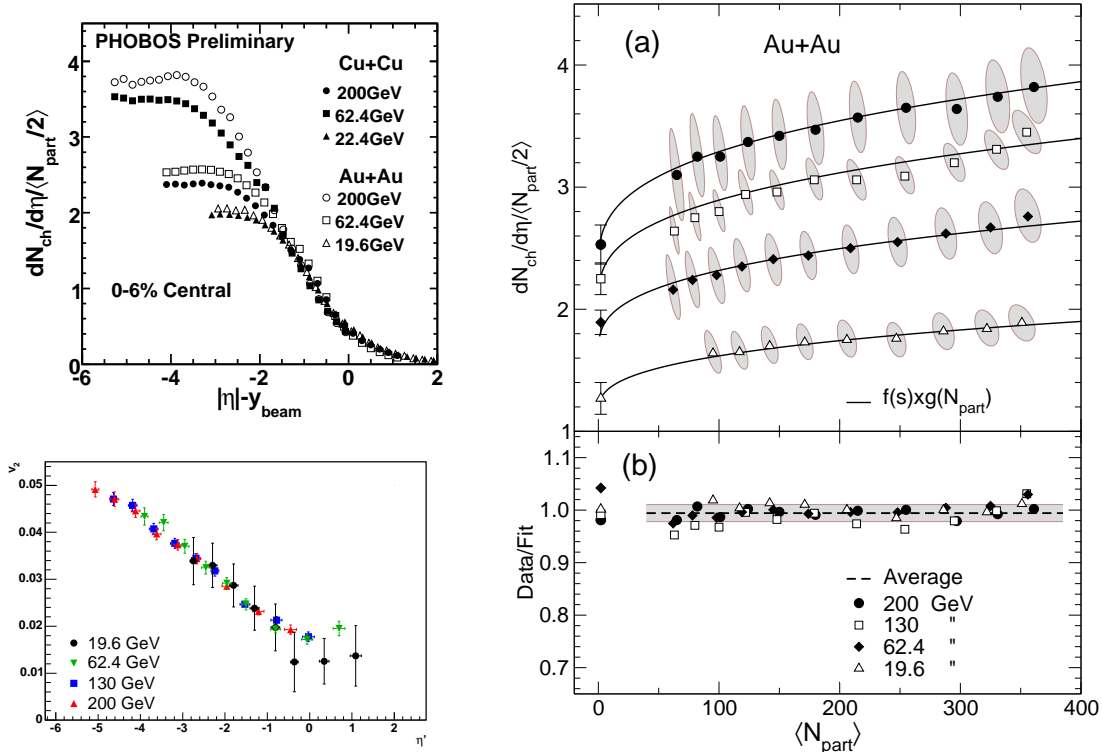 PHOBOS Preliminary
Cu+Cu
200GeV
62.4GeV
22.4GeV
Au+Au
200GeV
62.4GeV
19.6GeV
0-6% Central
dN_ch/dη/⟨N_part/2⟩
0
1
2
3
4
-6 -4 -2 0 2
|η|-y_beam
v_2
0.05
0.04
0.03
0.02
0.01
0
-6 -5 -4 -3 -2 -1 0 1
η'
19.6 GeV
62.4 GeV
130 GeV
200 GeV
(a)
Au+Au
dN_ch/dη/⟨N_part/2⟩
4
3
2
1
f(s)xg(N_part)
(b)
Data/Fit
1.1
1.0
0.9
0.8
0.7
Average
200 GeV
130 "
62.4 "
19.6 "
0 100 200 300 400
⟨N_part⟩